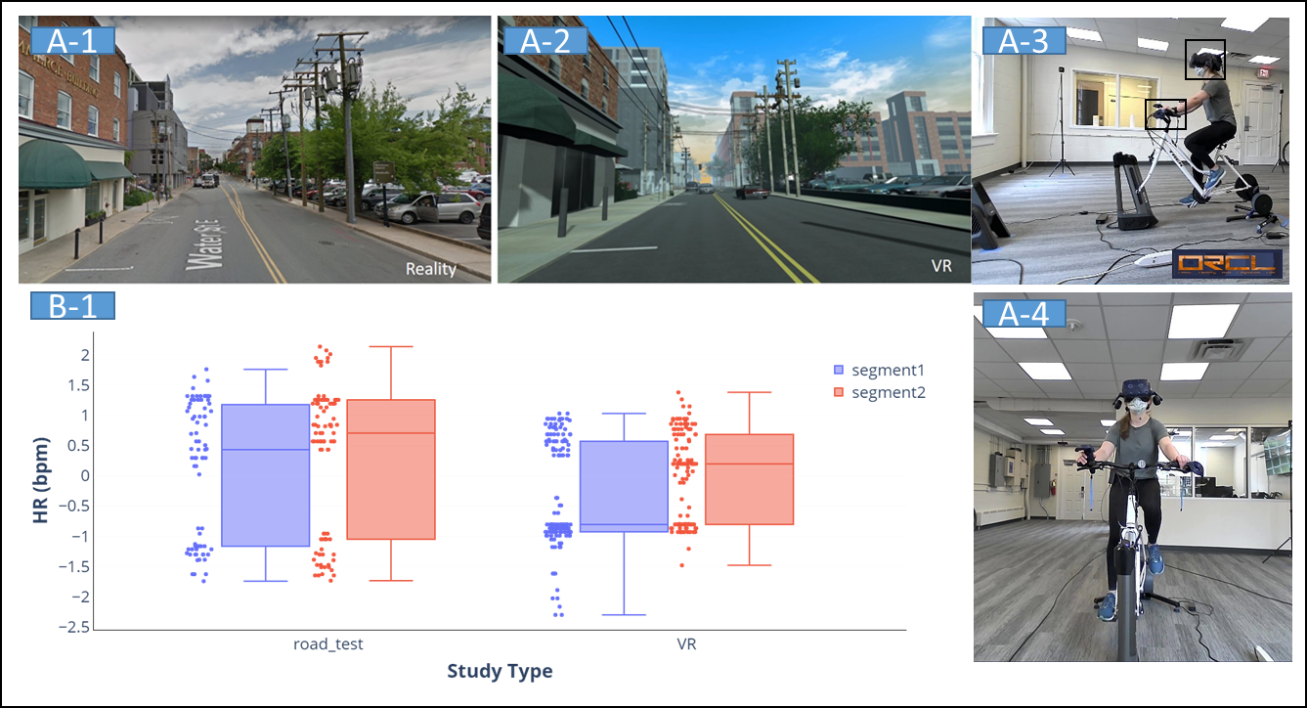 A-1
A-2
A-3
Water St E
Reality
VR
ORCL
B-1
A-4
HR (bpm)
2
1.5
1
0.5
0
−0.5
−1
−1.5
−2
−2.5
segment1
segment2
road_test
VR
Study Type